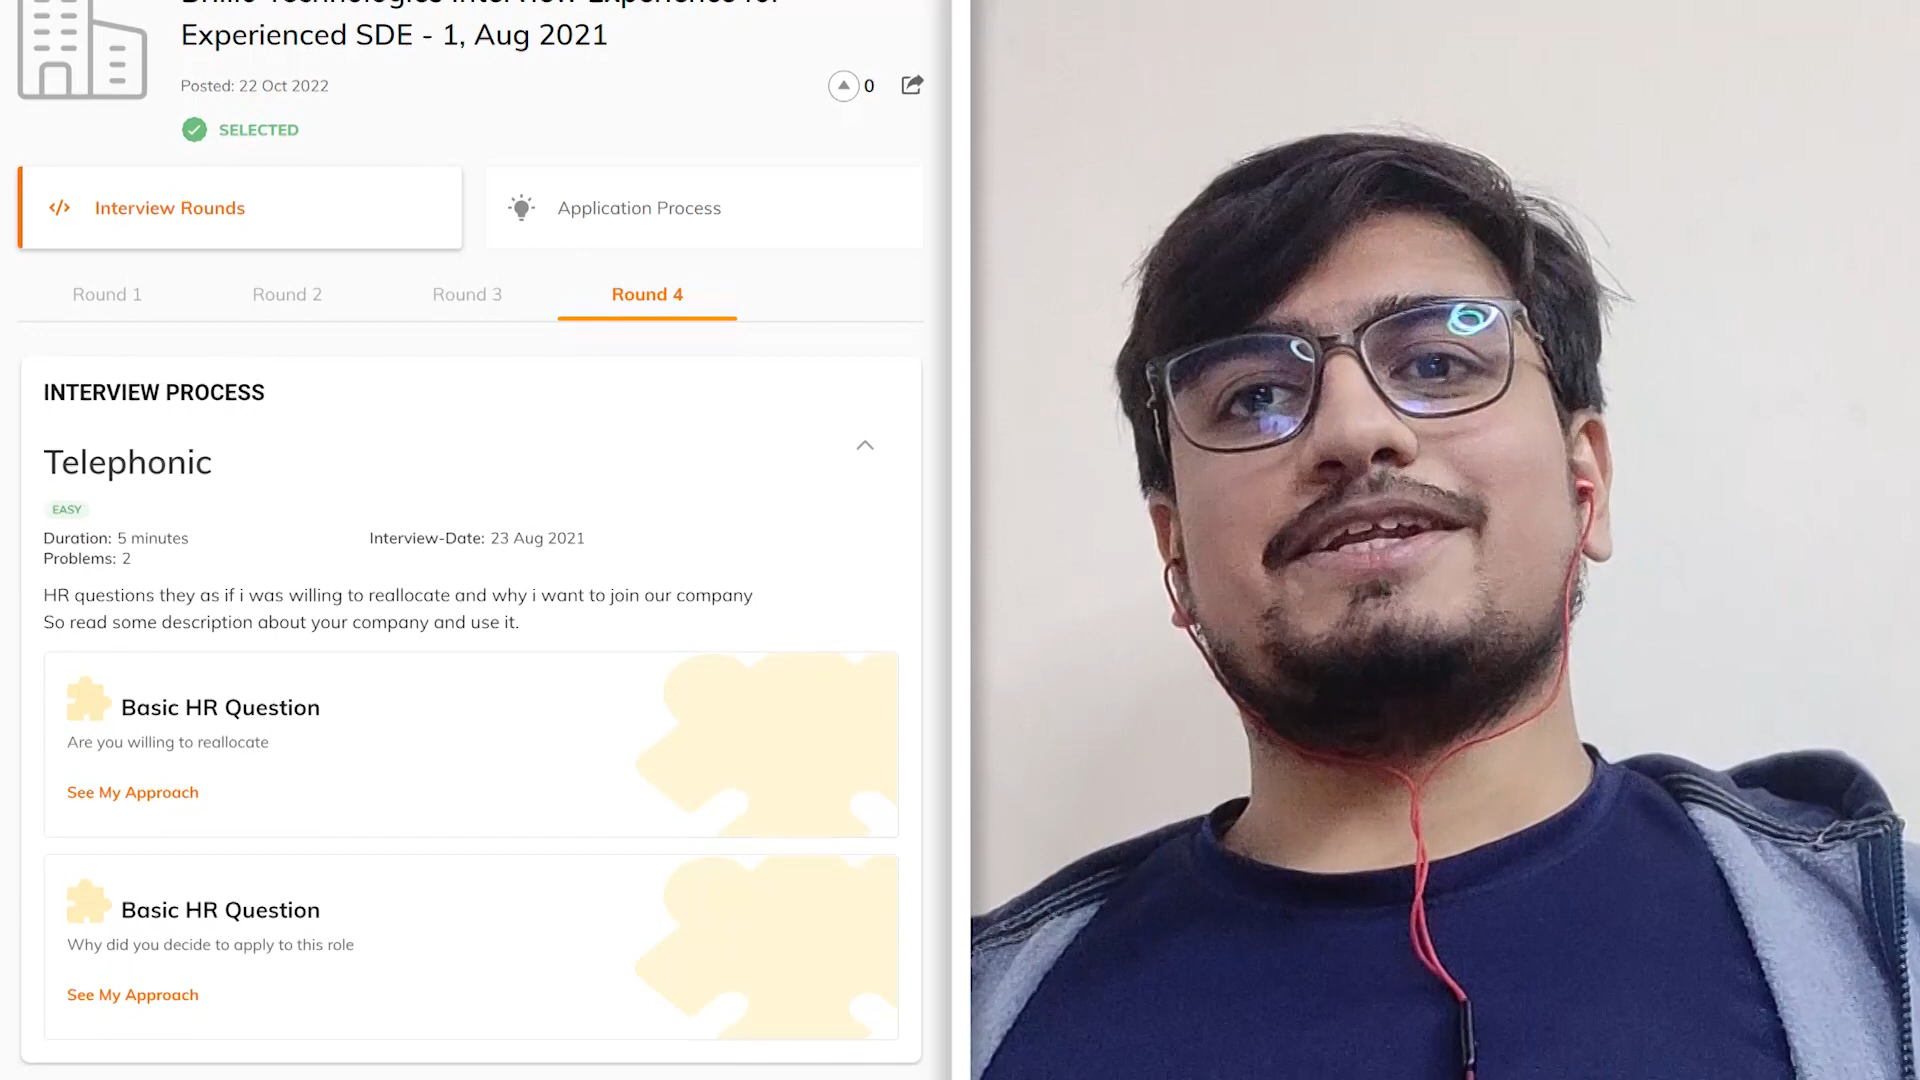 Experienced SDE - 1, Aug 2021
Posted: 22 Oct 2022
0
SELECTED
Interview Rounds
Application Process
Round 1
Round 2
Round 3
Round 4
INTERVIEW PROCESS
Telephonic
EASY
Duration: 5 minutes
Interview-Date: 23 Aug 2021
Problems: 2
HR questions they as if i was willing to reallocate and why i want to join our company
So read some description about your company and use it.
Basic HR Question
Are you willing to reallocate
See My Approach
Basic HR Question
Why did you decide to apply to this role
See My Approach